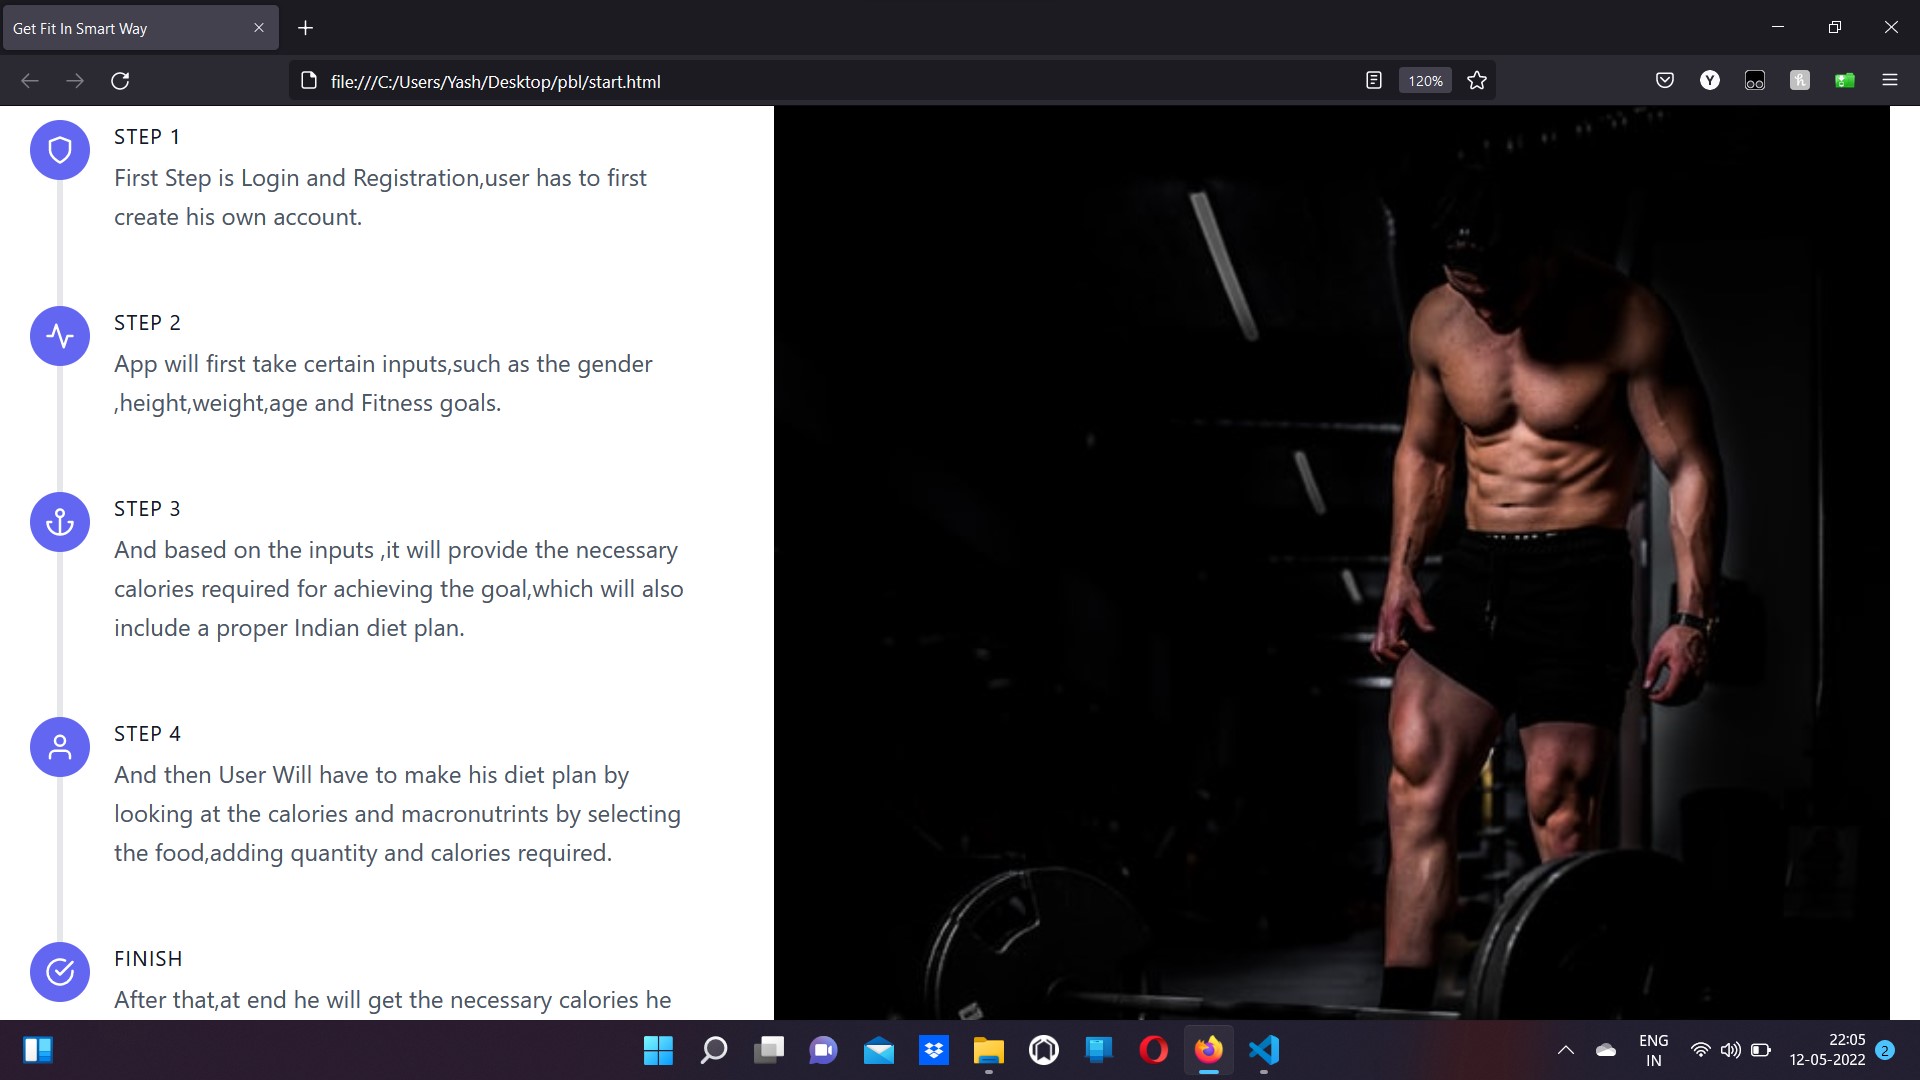 Get Fit In Smart Way
file:///C:/Users/Yash/Desktop/pbl/start.html
120%
Y
STEP 1
First Step is Login and Registration,user has to first
create his own account.
STEP 2
App will first take certain inputs,such as the gender
,height,weight,age and Fitness goals.
STEP 3
And based on the inputs ,it will provide the necessary
calories required for achieving the goal,which will also
include a proper Indian diet plan.
STEP 4
And then User Will have to make his diet plan by
looking at the calories and macronutrints by selecting
the food,adding quantity and calories required.
FINISH
After that,at end he will get the necessary calories he
ENG
IN
22:05
12-05-2022
2